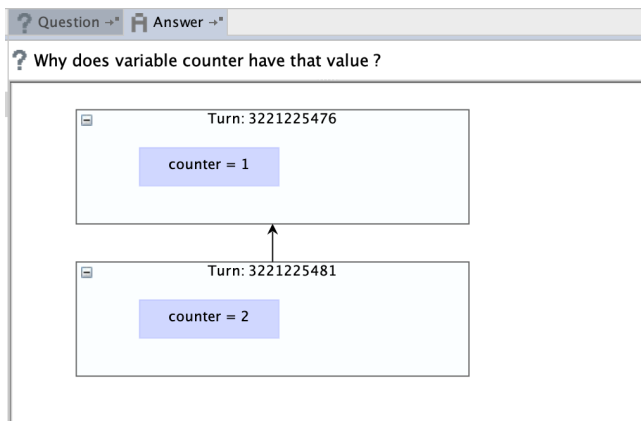 Question
Answer
Why does variable counter have that value ?
Turn: 3221225476
counter = 1
Turn: 3221225481
counter = 2